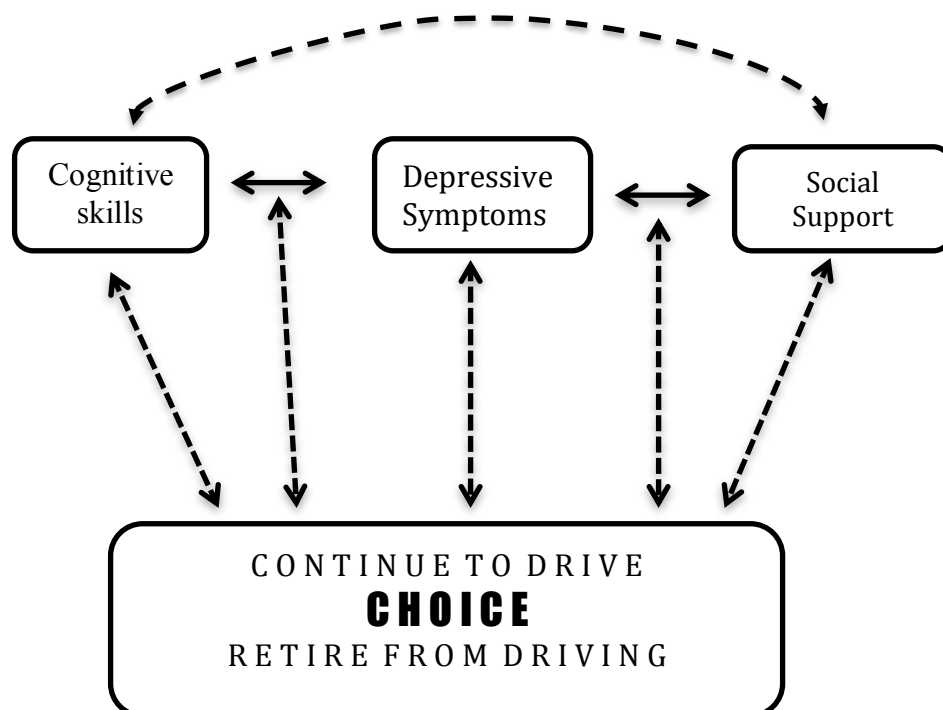 Cognitive
skills
Depressive
Symptoms
Social
Support
CONTINUE TO DRIVE
CHOICE
RETIRE FROM DRIVING